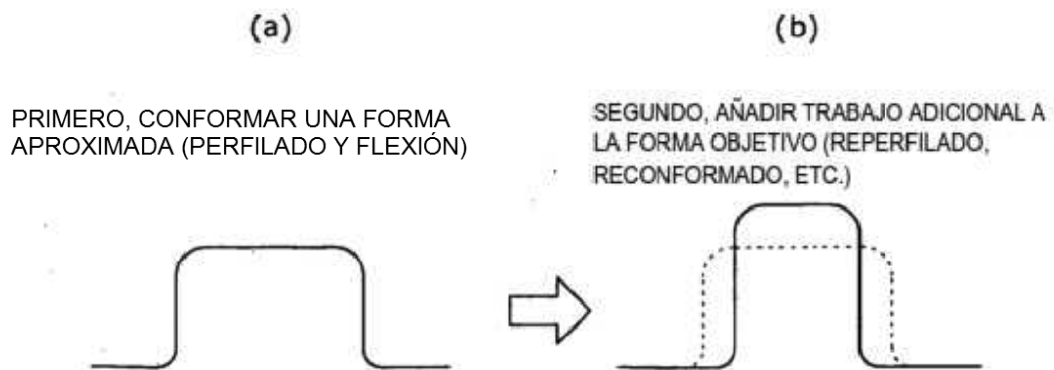 (a)
PRIMERO, CONFORMAR UNA FORMA
APROXIMADA (PERFILADO Y FLEXIÓN)
(b)
SEGUNDO, AÑADIR TRABAJO ADICIONAL A
LA FORMA OBJETIVO (REPERFILADO,
RECONFORMADO, ETC.)